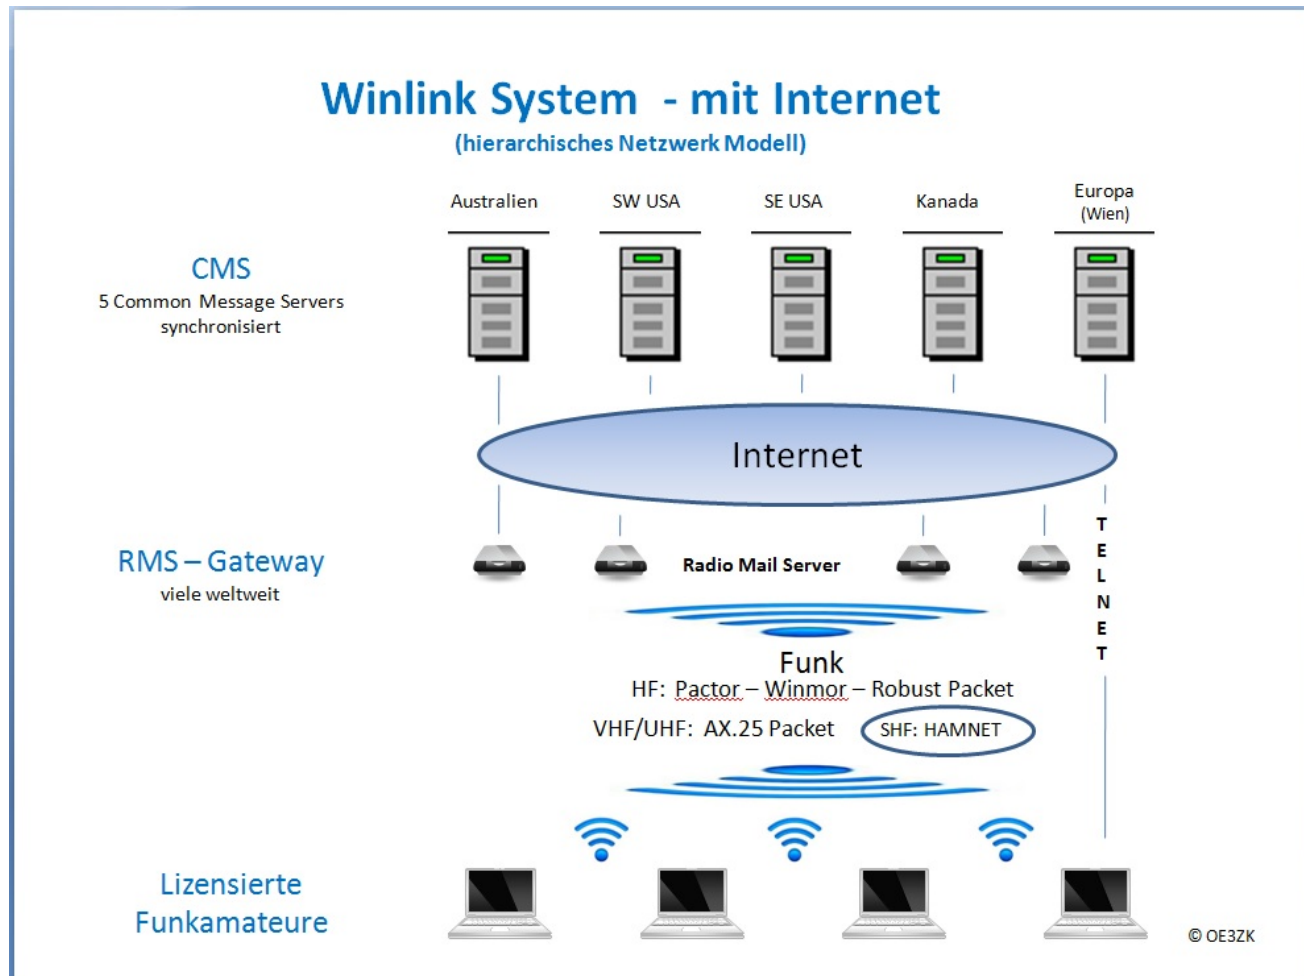 Winlink System - mit Internet
(hierarchisches Netzwerk Modell)
Australien
SW USA
SE USA
Kanada
Europa
(Wien)
CMS
5 Common Message Servers
synchronisiert
Internet
RMS – Gateway
viele weltweit
Radio Mail Server
TELNET
Funk
HF: Pactor – Winmor – Robust Packet
VHF/UHF: AX.25 Packet
SHF: HAMNET
Lizensierte
Funkamateure
© OE3ZK